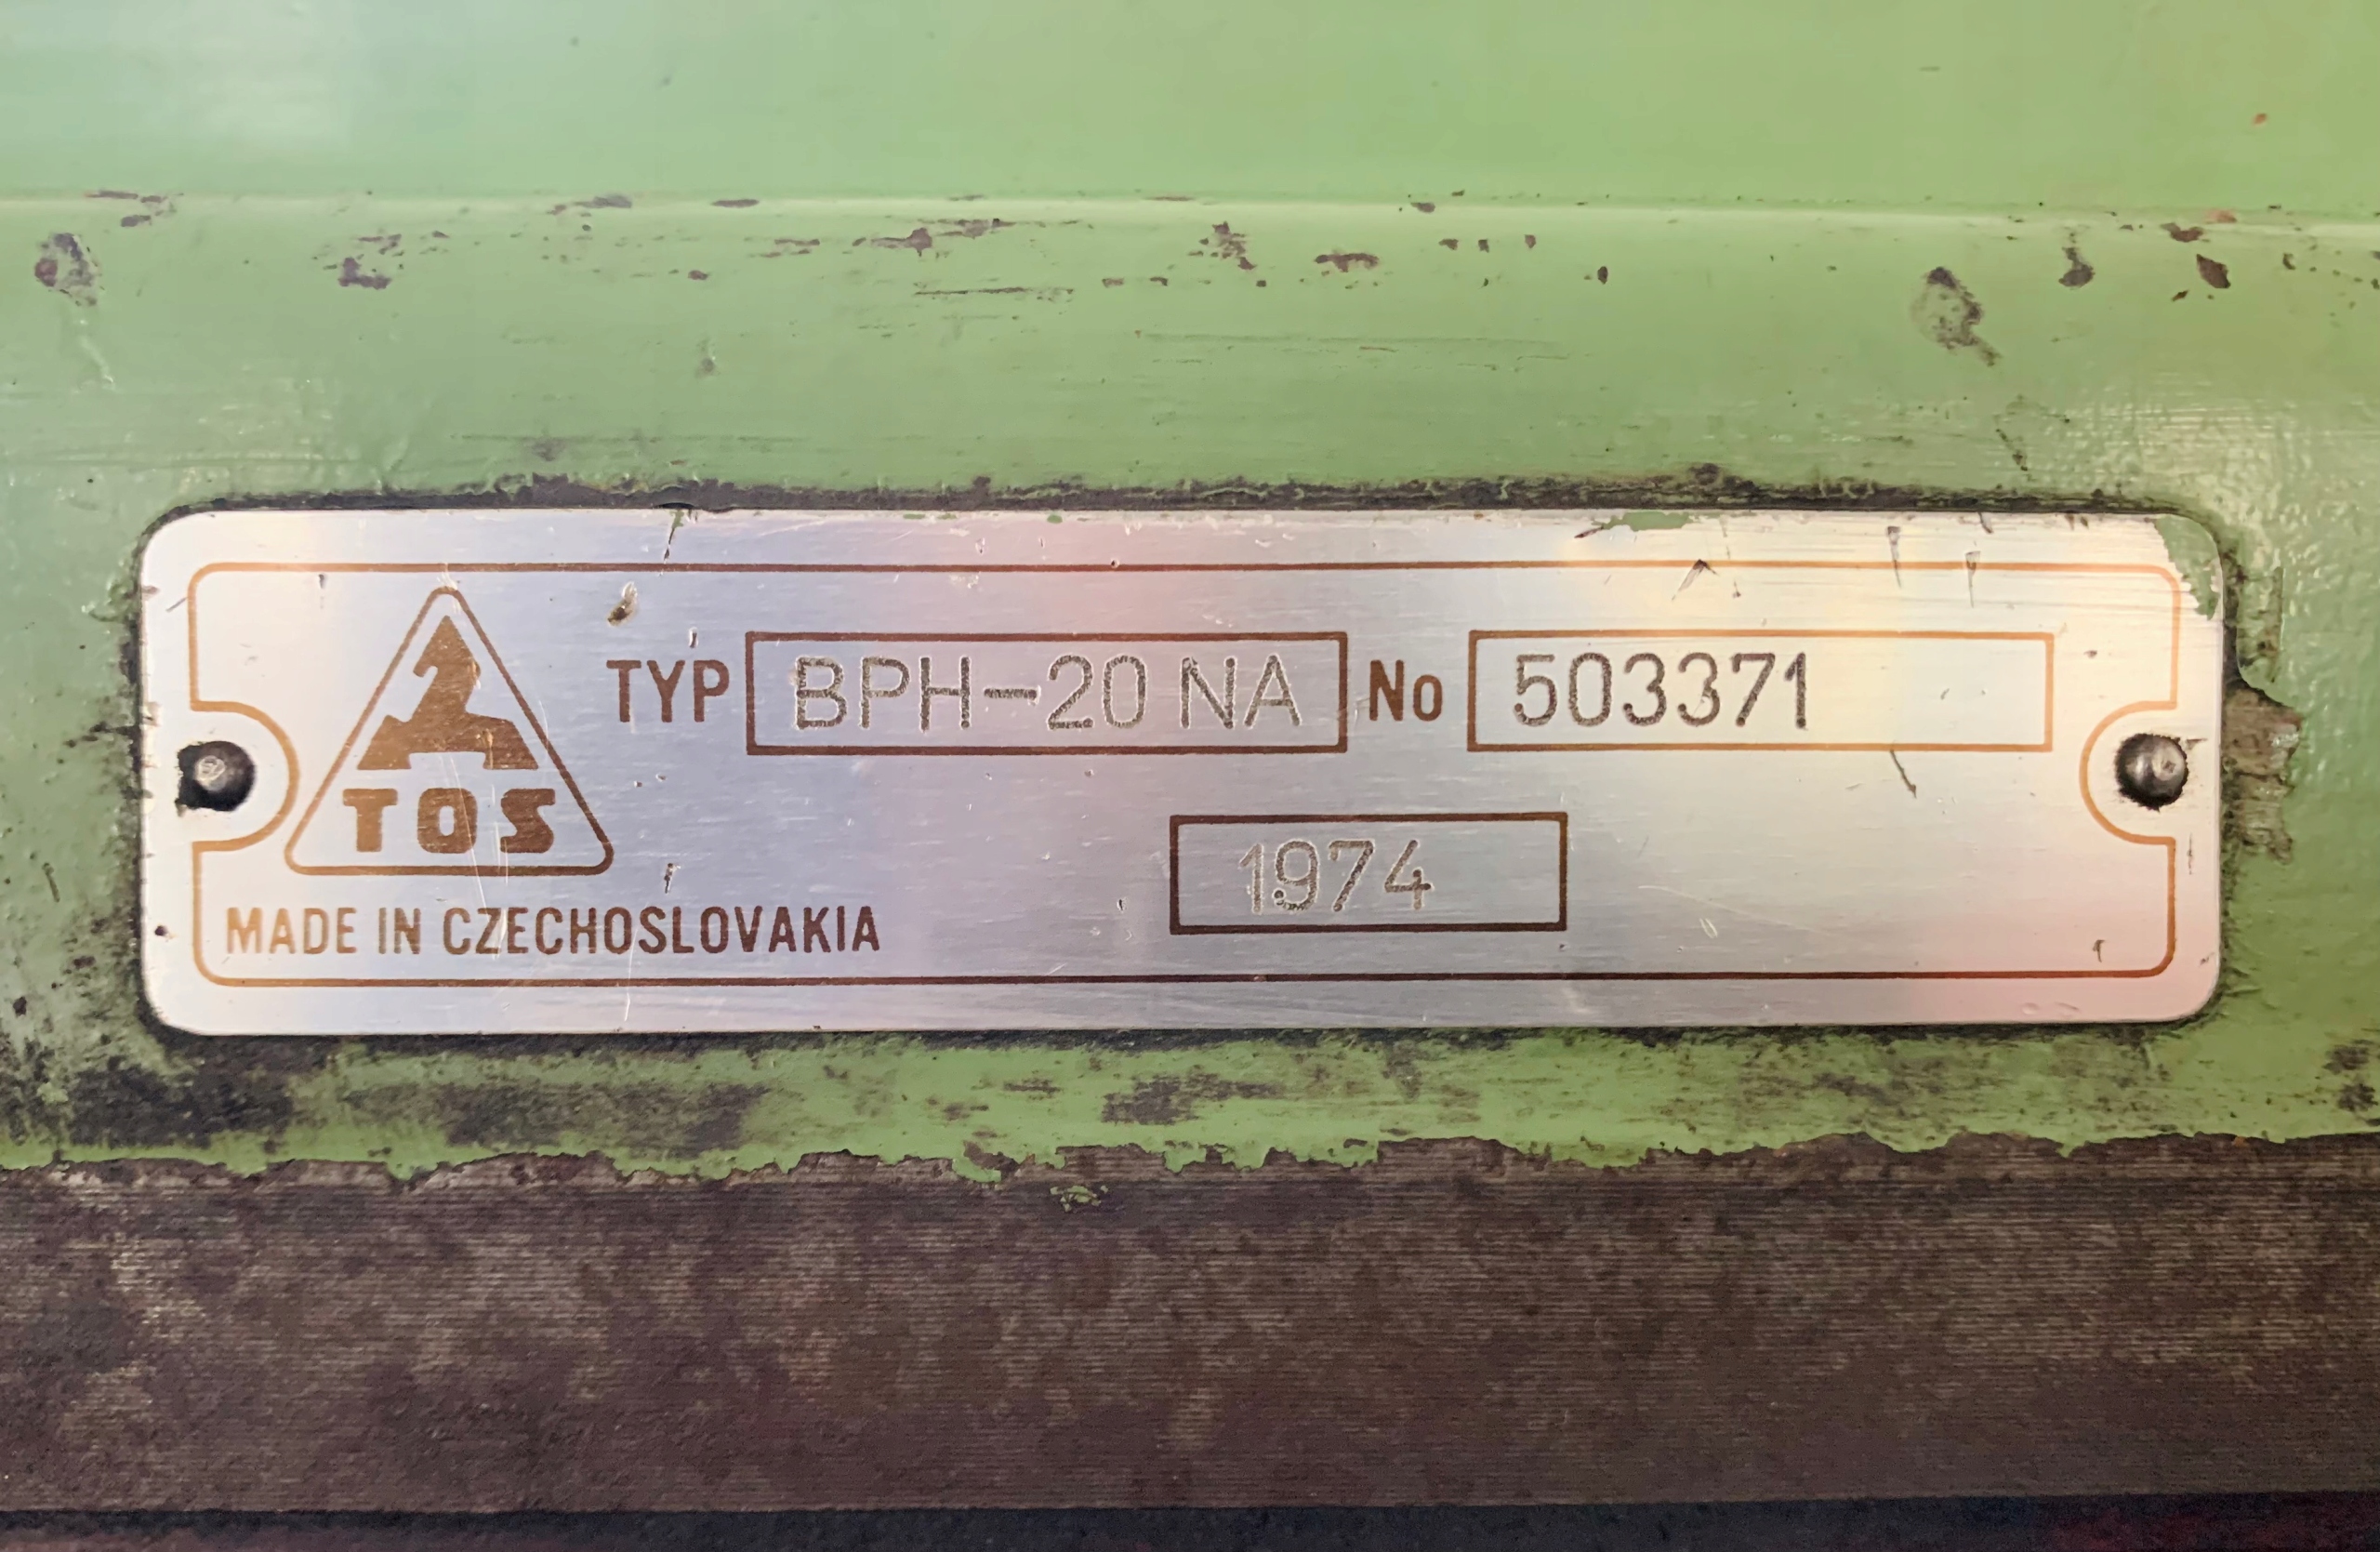 TYP BPH-20 NA No 503371
TOS
1974
MADE IN CZECHOSLOVAKIA